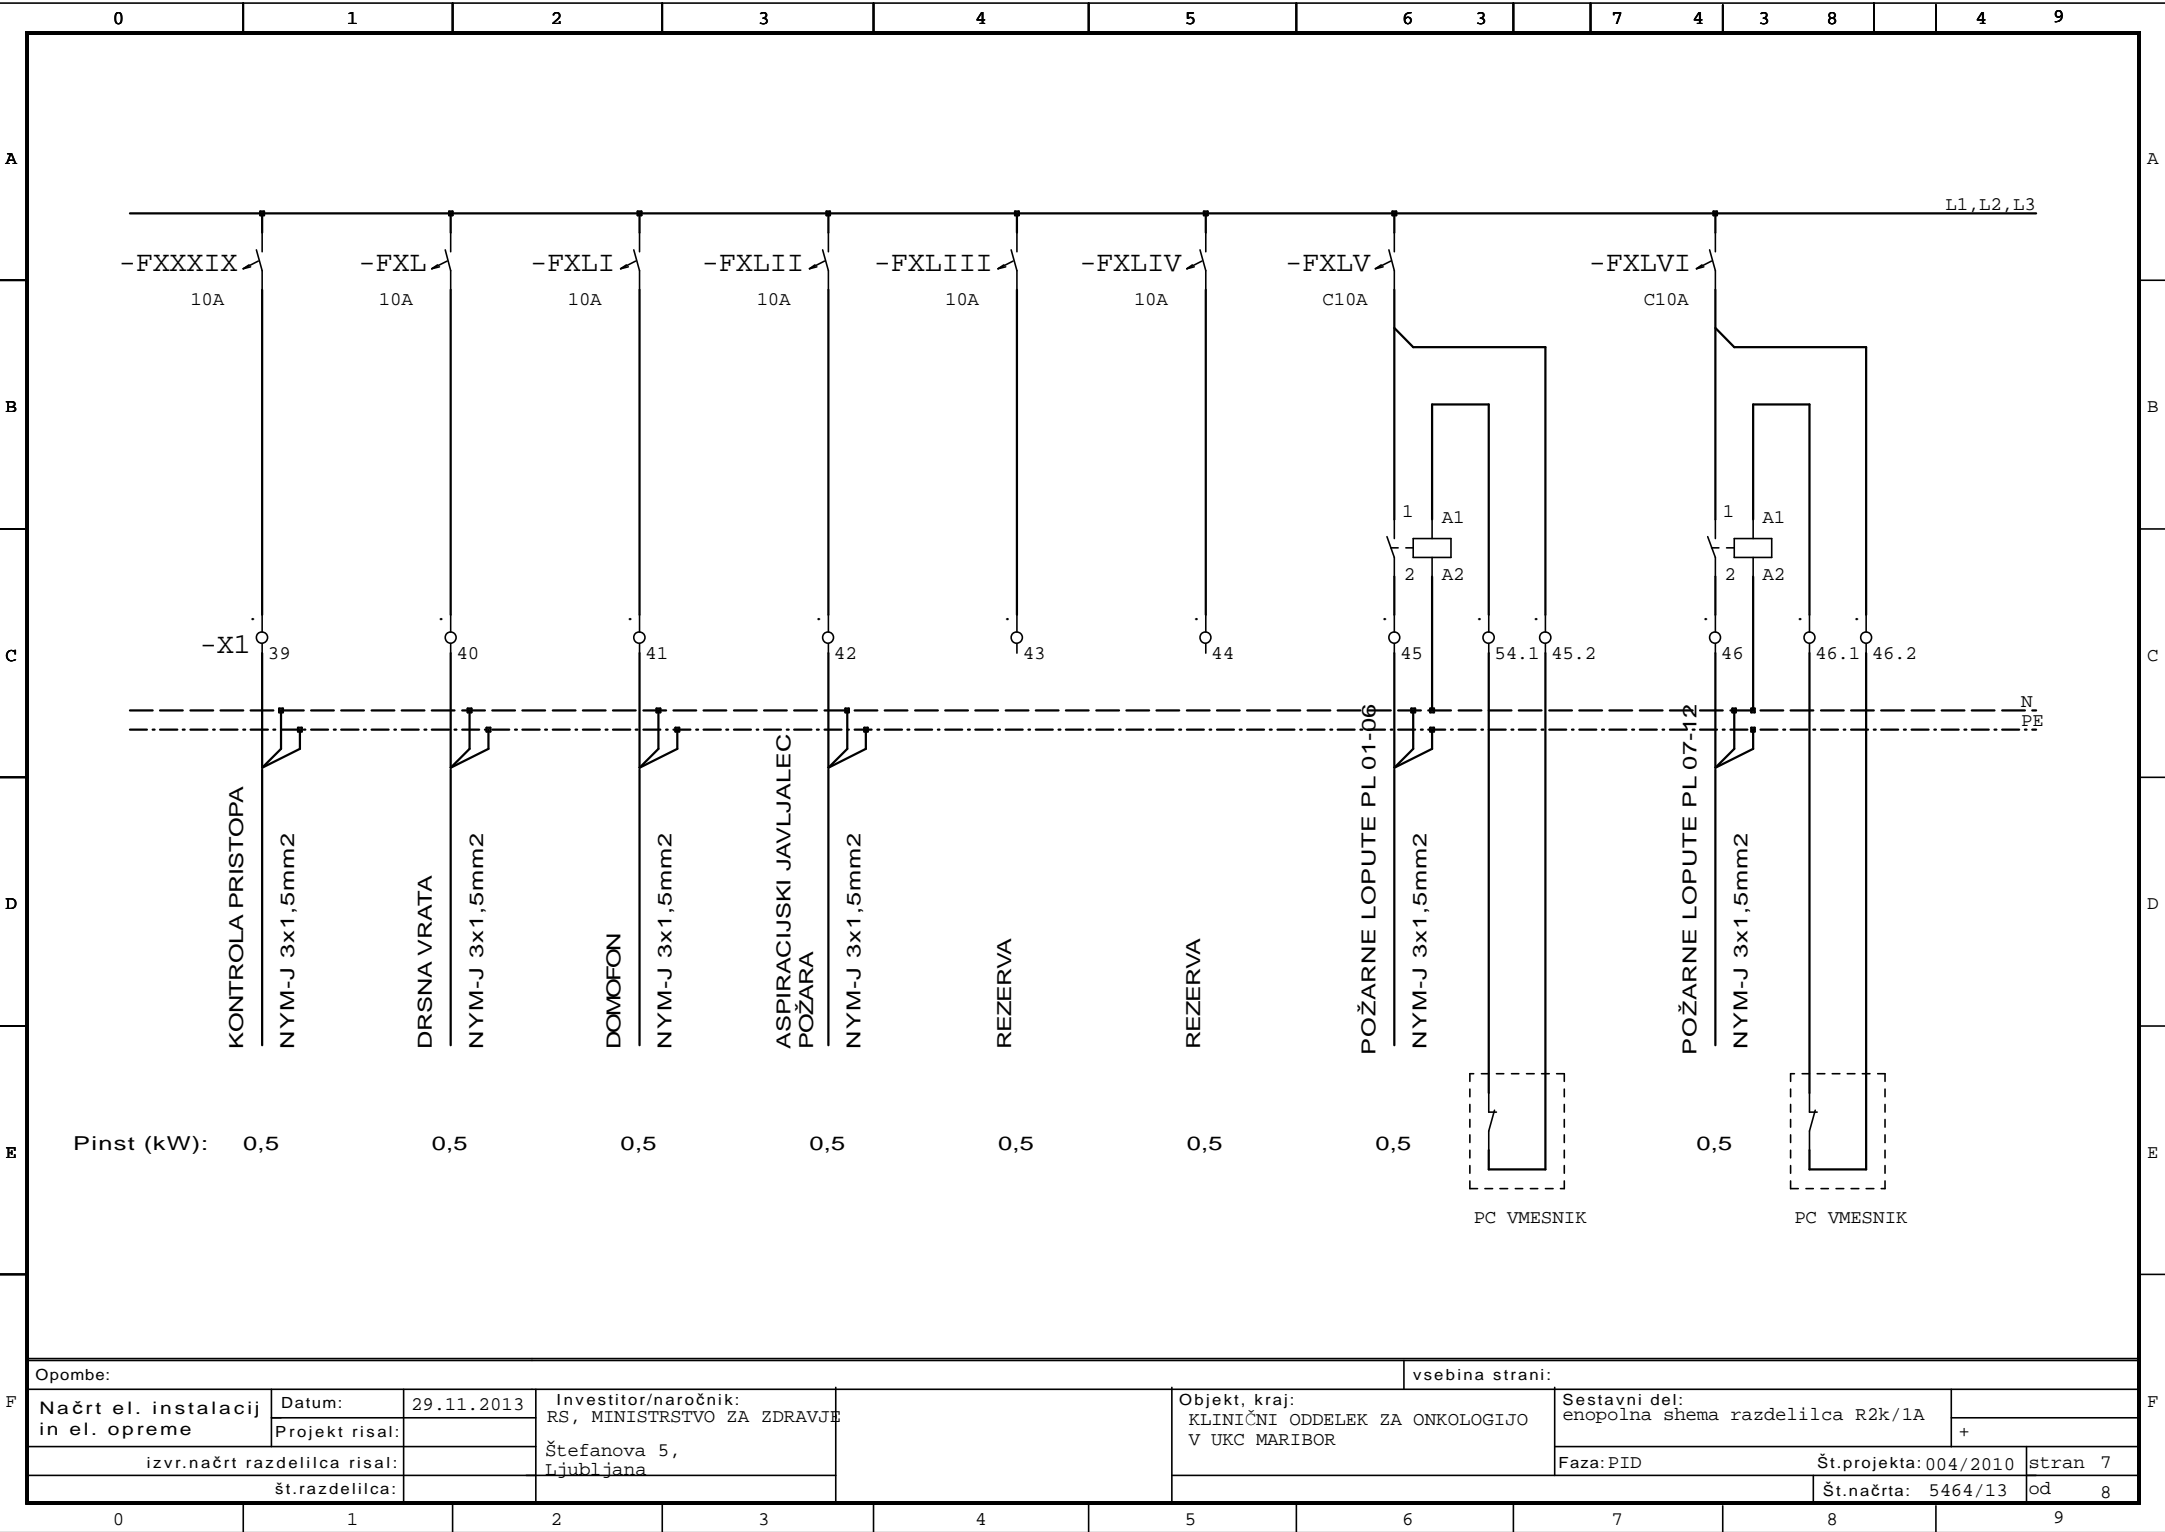 0 1 2 3 4 5 6 3 7 4 3 8 4 9
A A
L1,L2,L3
-FXXXIX -FXL -FXLI -FXLII -FXLIII -FXLIV -FXLV -FXLVI
10A 10A 10A 10A 10A 10A C10A C10A
B B
1 A1 1 A1
2 A2 2 A2
-X1 39 40 41 42 43 44 45 54.1 45.2 46 46.1 46.2
C C
N
PE
KONTROLA PRISTOPA
NYM-J 3x1,5mm2
DRSNA VRATA
NYM-J 3x1,5mm2
DOMOFON
NYM-J 3x1,5mm2
ASPIRACIJSKI JAVLJALEC
POŽARA
NYM-J 3x1,5mm2
REZERVA
REZERVA
POŽARNE LOPUTE PL 01-06
NYM-J 3x1,5mm2
POŽARNE LOPUTE PL 07-12
NYM-J 3x1,5mm2
D D
Pinst (kW): 0,5 0,5 0,5 0,5 0,5 0,5 0,5 0,5
E E
PC VMESNIK PC VMESNIK
Opombe: vsebina strani:
F F
Načrt el. instalacij
in el. opreme
Datum: 29.11.2013
Projekt risal:
izvr.načrt razdelilca risal:
št.razdelilca:
Investitor/naročnik:
RS, MINISTRSTVO ZA ZDRAVJE
Štefanova 5,
Ljubljana
Objekt, kraj:
KLINIČNI ODDELEK ZA ONKOLOGIJO
V UKC MARIBOR
Sestavni del:
enopolna shema razdelilca R2k/1A
+
Faza: PID Št.projekta: 004/2010 stran 7
Št.načrta: 5464/13 od 8
0 1 2 3 4 5 6 7 8 9